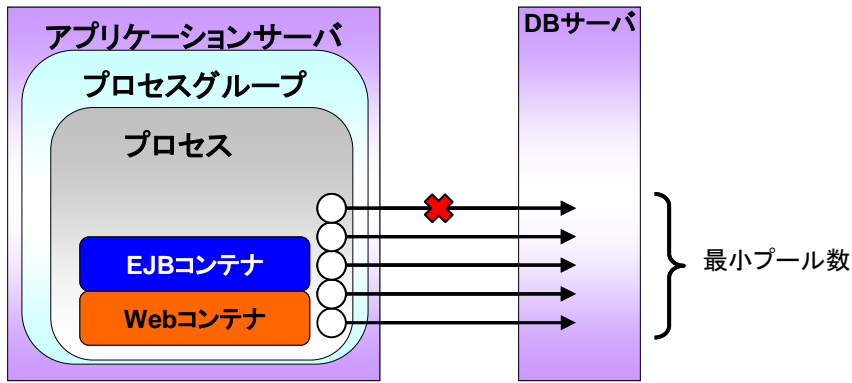 アプリケーションサーバ
DBサーバ
プロセスグループ
プロセス
EJBコンテナ
Webコンテナ
最小プール数